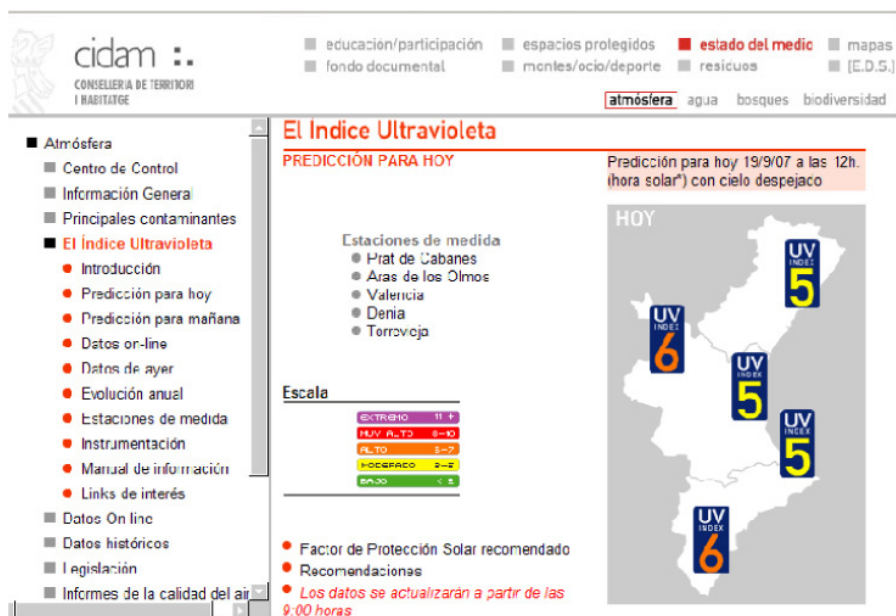 cidam :.
CONSELLERIA DE TERRITORI
I HABITATGE
educación/participación
espacios protegidos
estado del medio
mapas
fondo documental
montes/ocio/deporte
residuos
[E.D.S.]
atmósfera agua bosques biodiversidad
Atmósfera
Centro de Control
Información General
Principales contaminantes
El Índice Ultravioleta
Introducción
Predicción para hoy
Predicción para mañana
Datos on-line
Datos de ayer
Evolución anual
Estaciones de medida
Instrumentación
Manual de información
Links de interés
Datos On line
Datos históricos
Legislación
Informes de la calidad del air
El Indice Ultravioleta
PREDICCIÓN PARA HOY
Predicción para hoy 19/9/07 a las 12h.
(hora solar*) con cielo despejado
Estaciones de medida
Prat de Cabanes
Aras de los Olmos
Valencia
Denia
Torrevieja
Escala
EXTREMO 11 +
MUY ALTO 8-10
ALTO 6-7
MODERADO 3-5
BAJO
Factor de Protección Solar recomendado
Recomendaciones
Los datos se actualizarán a partir de las
9:00 horas
HOY
UV
INDEX
5
UV
INDEX
6
UV
INDEX
5
UV
INDEX
5
UV
INDEX
6